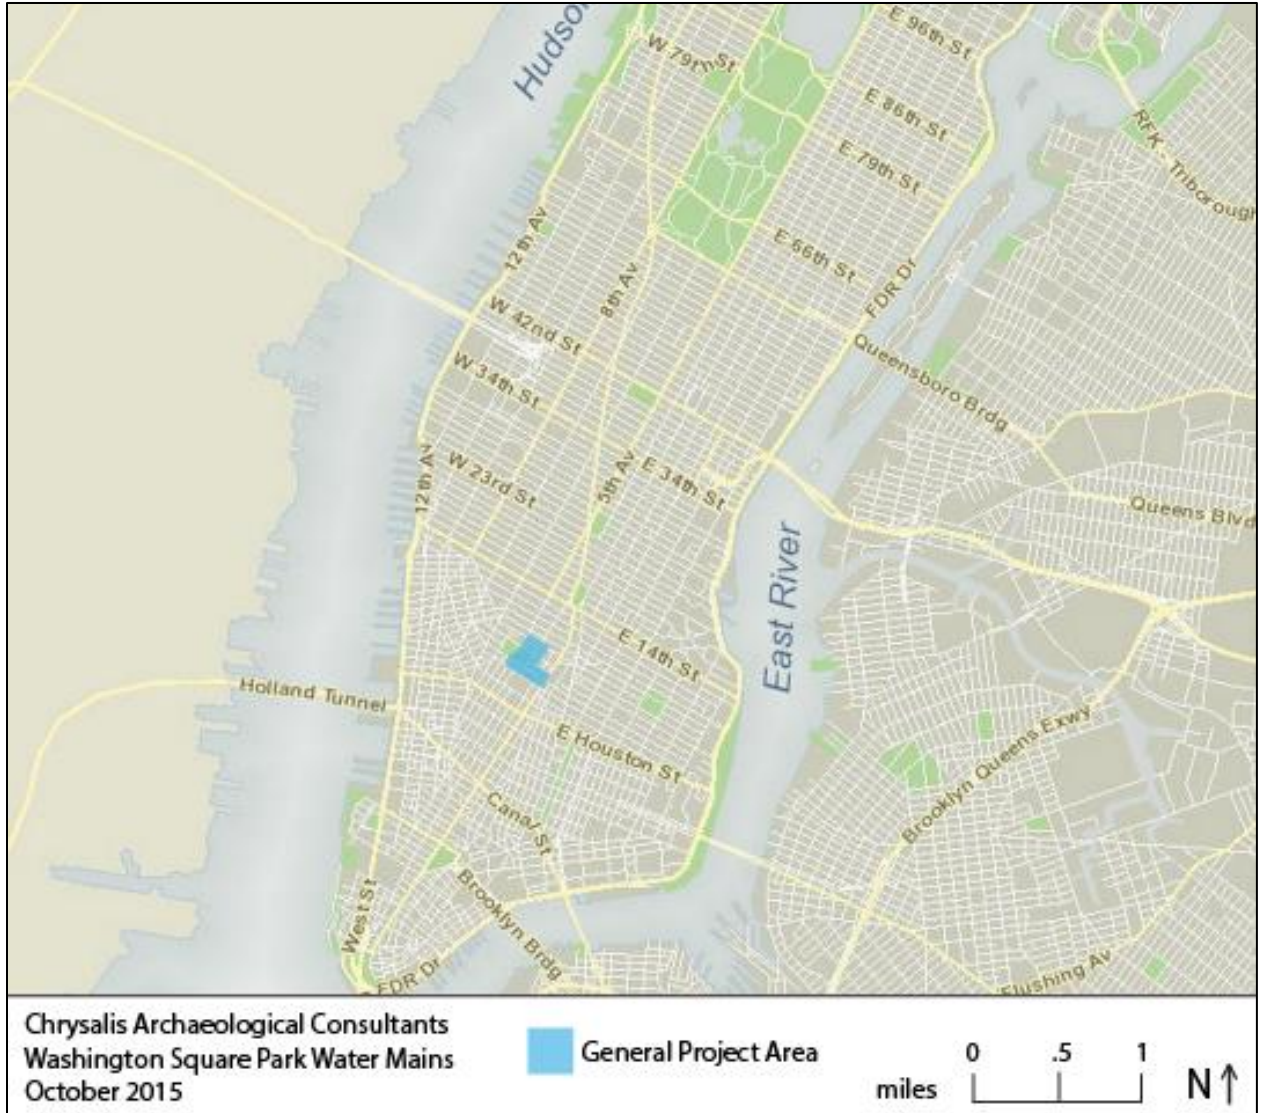 Hudson
W 79th St
E 96th St
E 86th St
E 79th St
RFK - Triborough
12th Av
8th Av
E 66th St
FDR Dr
W 42nd St
W 34th St
Queensboro Brdg
12th Av
W 23rd St
5th Av
E 34th St
Queens Blvd
East River
E 14th St
Holland Tunnel
E Houston St
Brooklyn Queens Exwy
Canal St
West St
Brooklyn Brdg
FDR Dr
Flushing Av
Chrysalis Archaeological Consultants
Washington Square Park Water Mains
October 2015
General Project Area
0 .5 1
miles
N